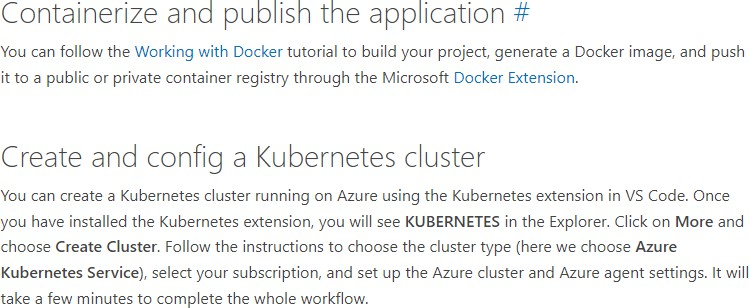 Containerize and publish the application #
You can follow the Working with Docker tutorial to build your project, generate a Docker image, and push
it to a public or private container registry through the Microsoft Docker Extension.
Create and config a Kubernetes cluster
You can create a Kubernetes cluster running on Azure using the Kubernetes extension in VS Code. Once
you have installed the Kubernetes extension, you will see KUBERNETES in the Explorer. Click on More and
choose Create Cluster. Follow the instructions to choose the cluster type (here we choose Azure
Kubernetes Service), select your subscription, and set up the Azure cluster and Azure agent settings. It will
take a few minutes to complete the whole workflow.